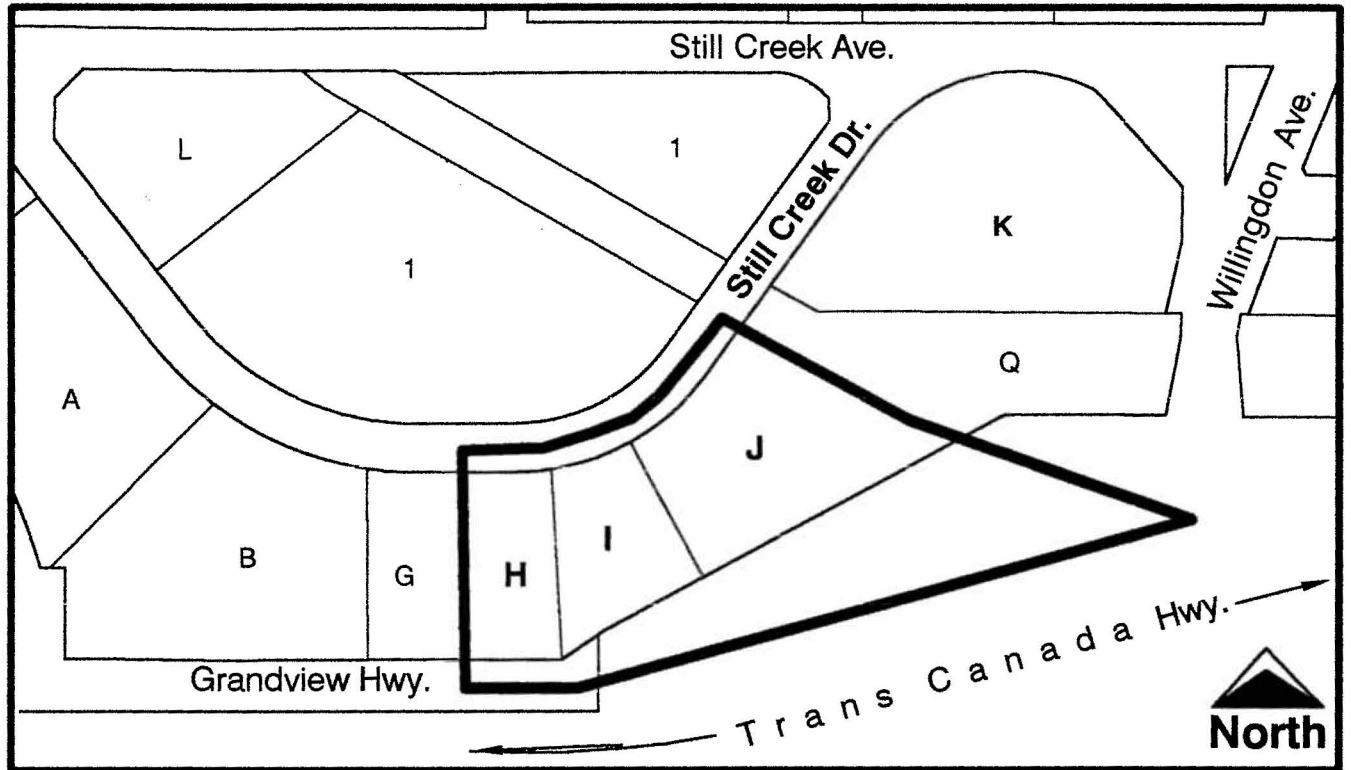 Still Creek Ave.
L
1
Still Creek Dr.
Willingdon Ave.
K
1
Q
A
J
I
B
G
H
Grandview Hwy.
Trans Canada Hwy.
North